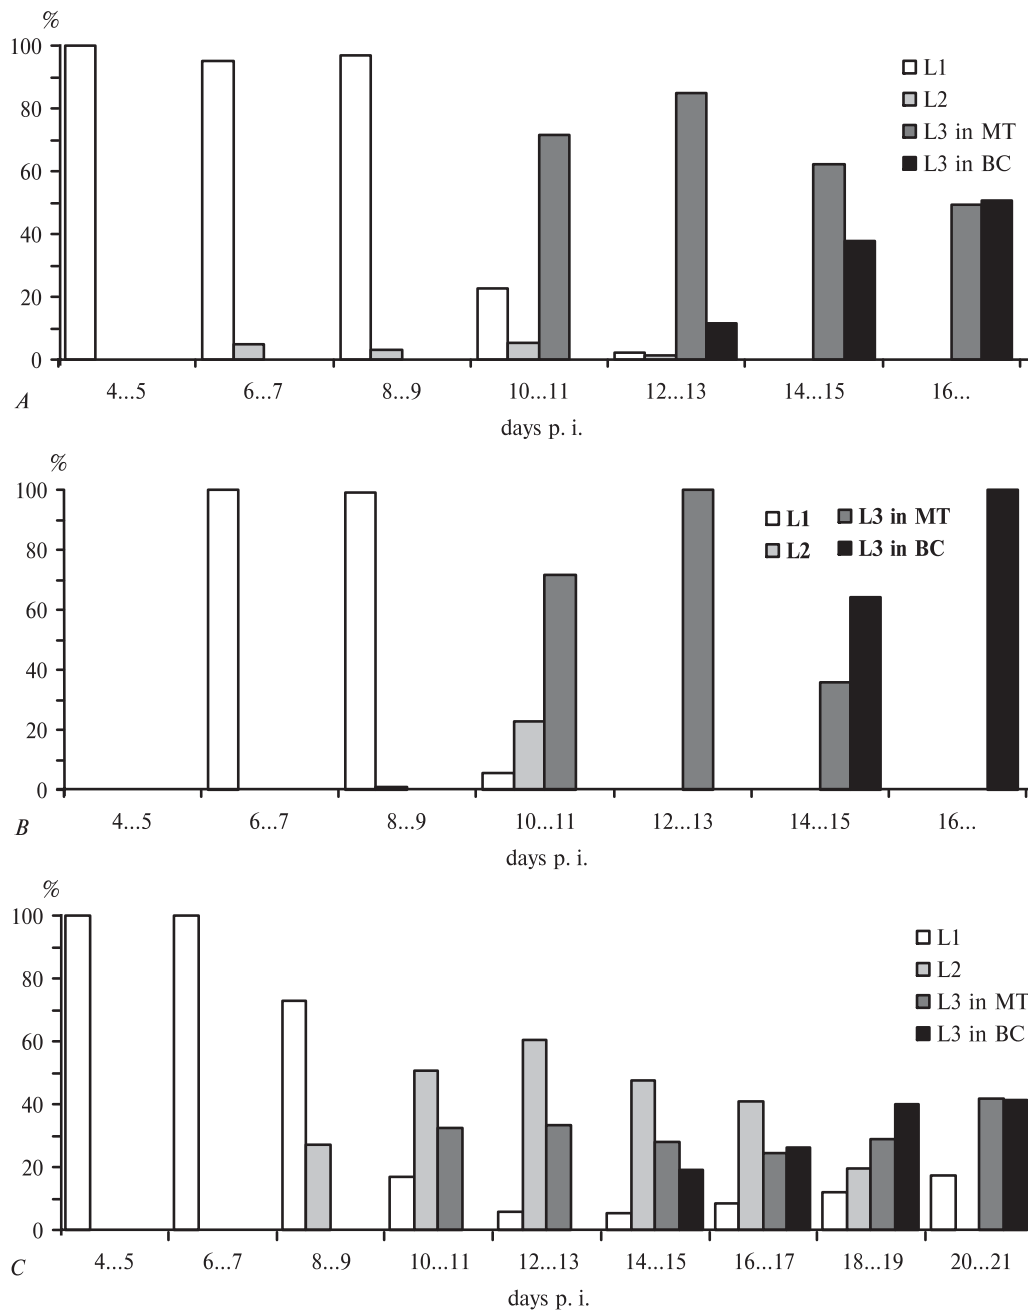 %
100
80
60
40
20
0
L1
L2
L3 in MT
L3 in BC
4...5 6...7 8...9 10...11 12...13 14...15 16...
A
days p. i.
%
100
80
60
40
20
0
L1 L3 in MT
L2 L3 in BC
4...5 6...7 8...9 10...11 12...13 14...15 16...
B
days p. i.
%
100
80
60
40
20
0
L1
L2
L3 in MT
L3 in BC
4...5 6...7 8...9 10...11 12...13 14...15 16...17 18...19 20...21
C
days p. i.